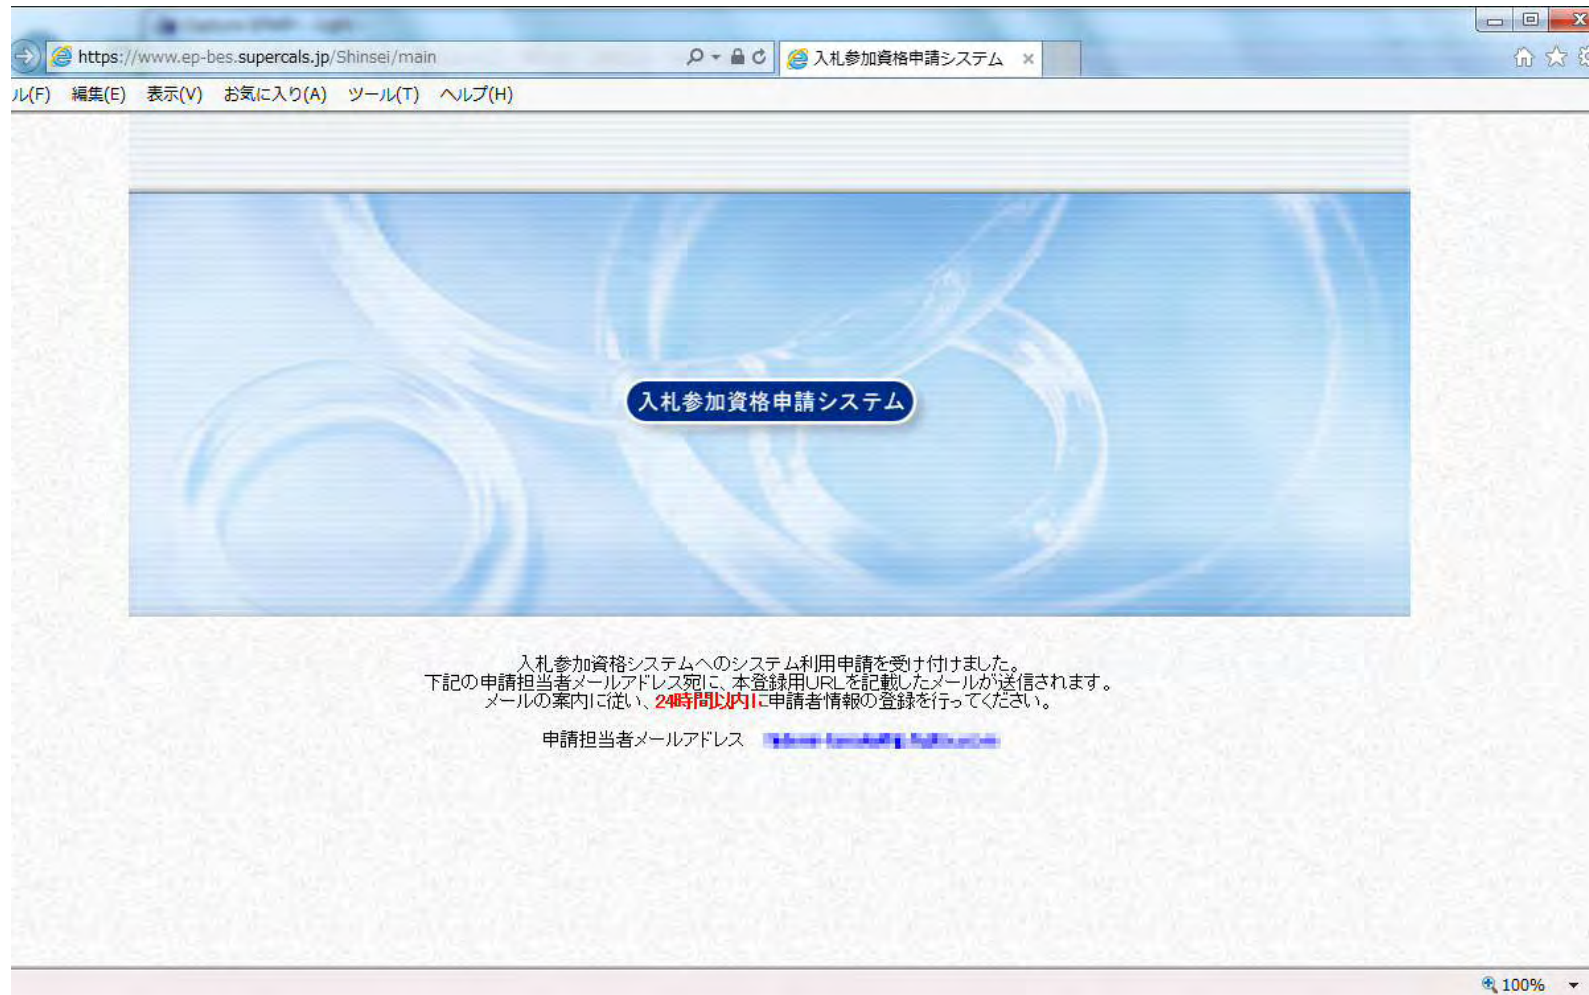 https://www.ep-bes.supercals.jp/Shinsei/main
入札参加資格申請システム
ル(F) 編集(E) 表示(V) お気に入り(A) ツール(T) ヘルプ(H)
入札参加資格申請システム
入札参加資格システムへのシステム利用申請を受け付けました。
下記の申請担当者メールアドレス宛に、本登録用URLを記載したメールが送信されます。
メールの案内に従い、24時間以内に申請者情報の登録を行ってください。
申請担当者メールアドレス
100%